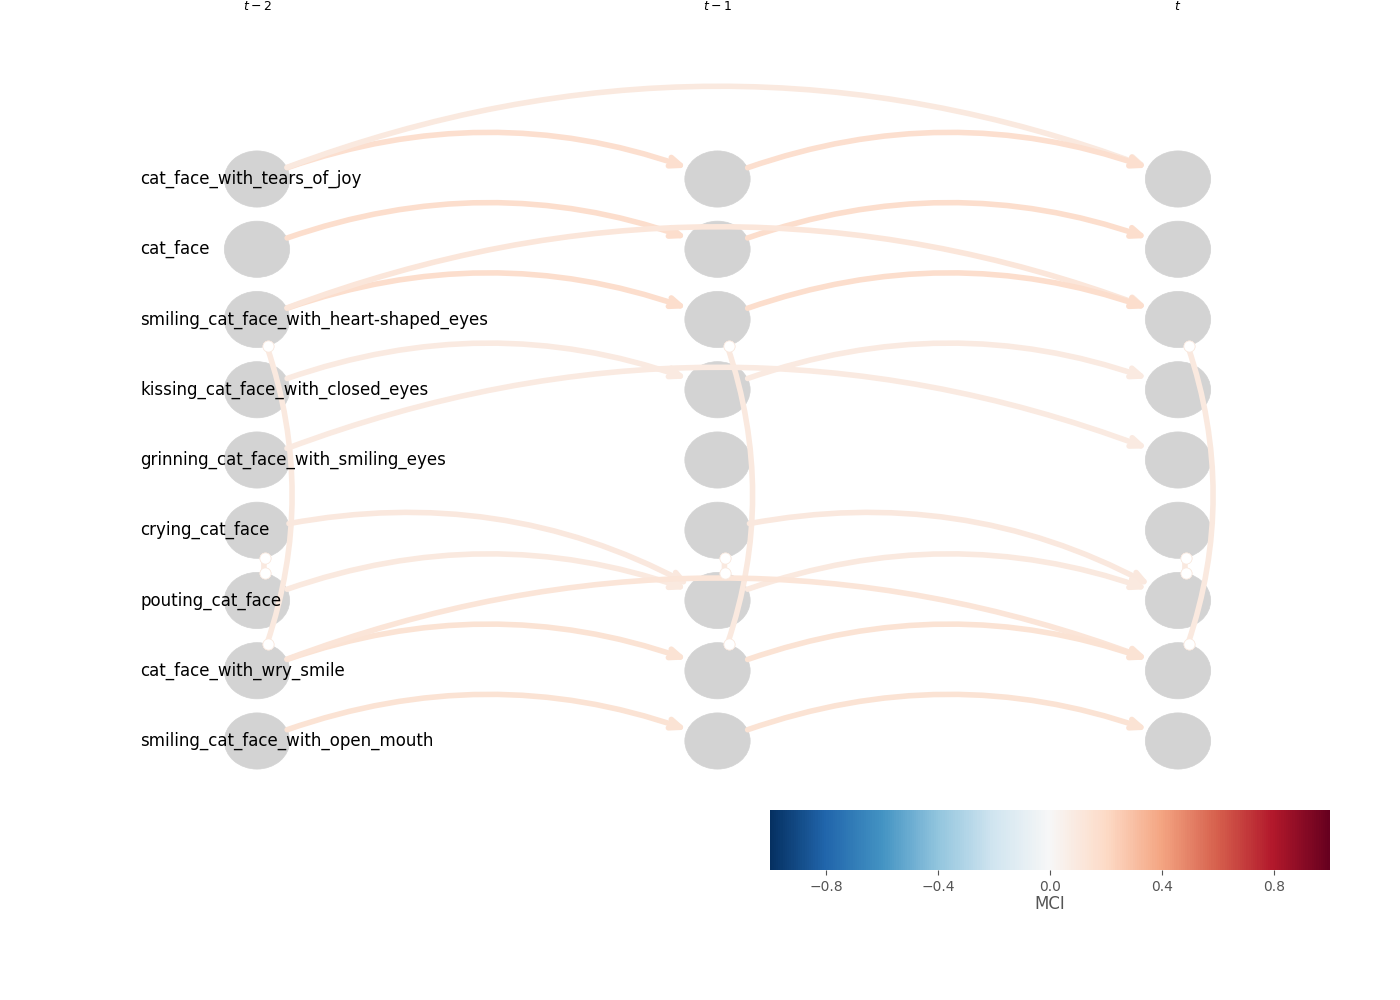 t − 2 t − 1 t
cat_face_with_tears_of_joy
cat_face
smiling_cat_face_with_heart-shaped_eyes
kissing_cat_face_with_closed_eyes
grinning_cat_face_with_smiling_eyes
crying_cat_face
pouting_cat_face
cat_face_with_wry_smile
smiling_cat_face_with_open_mouth
−0.8 −0.4 0.0 0.4 0.8
MCI